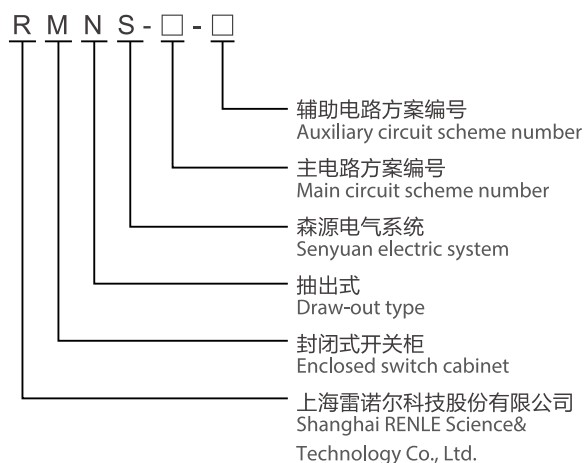 RMNS-□-□
辅助电路方案编号
Auxiliary circuit scheme number
主电路方案编号
Main circuit scheme number
森源电气系统
Senyuan electric system
抽出式
Draw-out type
封闭式开关柜
Enclosed switch cabinet
上海雷诺尔科技股份有限公司
Shanghai RENLE Science&
Technology Co., Ltd.